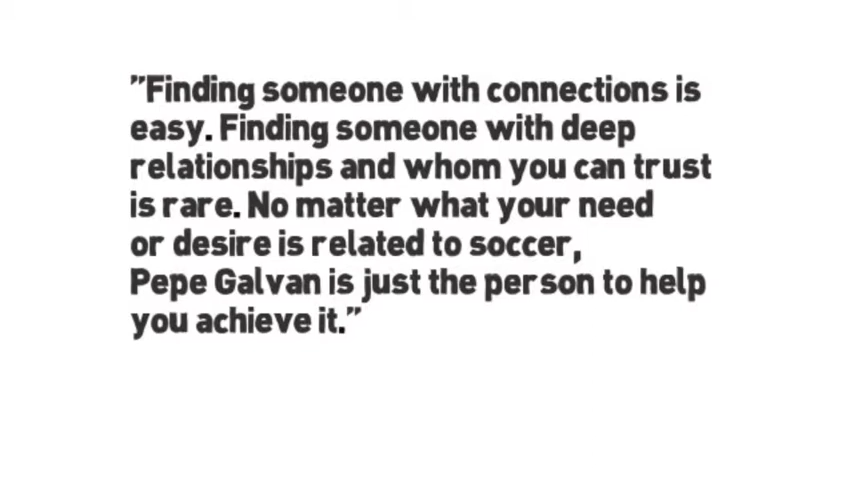 "Finding someone with connections is
easy. Finding someone with deep
relationships and whom you can trust
is rare. No matter what your need
or desire is related to soccer,
Pepe Galvan is just the person to help
you achieve it."